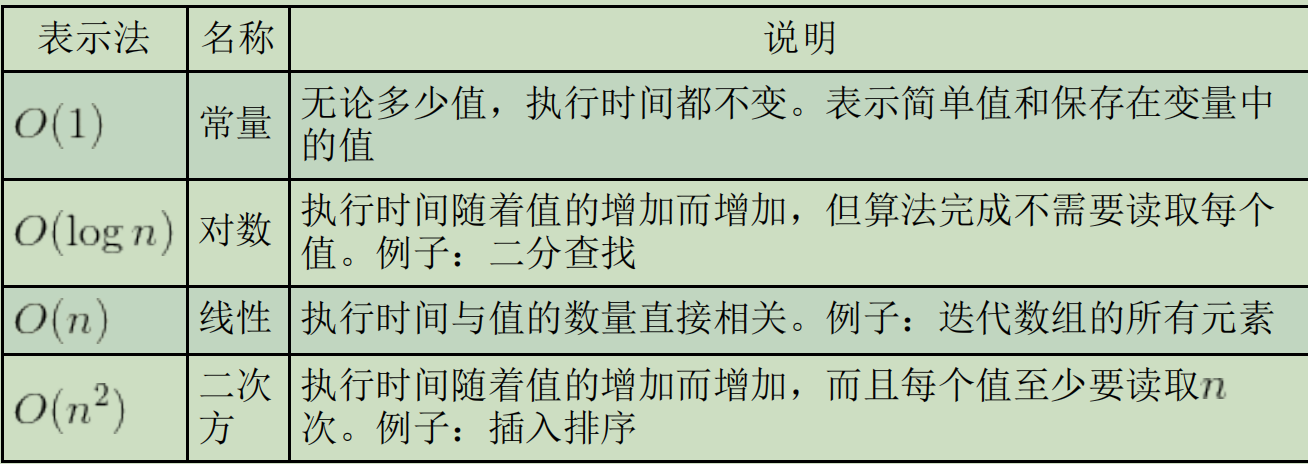 表示法 名称 说明
O(1) 常量 无论多少值，执行时间都不变。表示简单值和保存在变量中
的值
O(log n) 对数 执行时间随着值的增加而增加，但算法完成不需要读取每个
值。例子：二分查找
O(n) 线性 执行时间与值的数量直接相关。例子：迭代数组的所有元素
O(n²) 二次
方 执行时间随着值的增加而增加，而且每个值至少要读取n
次。例子：插入排序